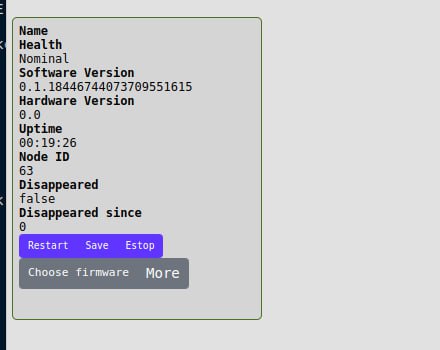 Name
Health
Nominal
Software Version
0.1.18446744073709551615
Hardware Version
0.0
Uptime
00:19:26
Node ID
63
Disappeared
false
Disappeared since
0
Restart Save Estop
Choose firmware More